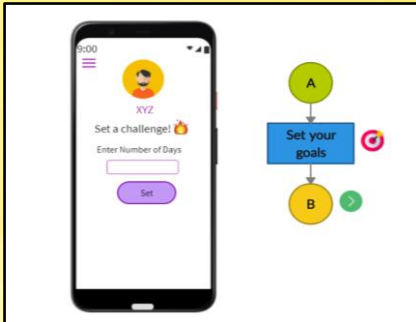 9:00
XYZ
Set a challenge!
Enter Number of Days
Set
A
Set your
goals
B